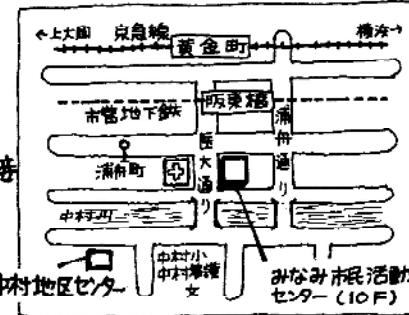 ←上大岡 京急線 黄金町 横浜→
市営地下鉄 阪東橋
医大通り
浦舟通り
浦舟町
中村川
中村地区センター
中村小
中村養護
文
みなみ市民活動
センター(10F)